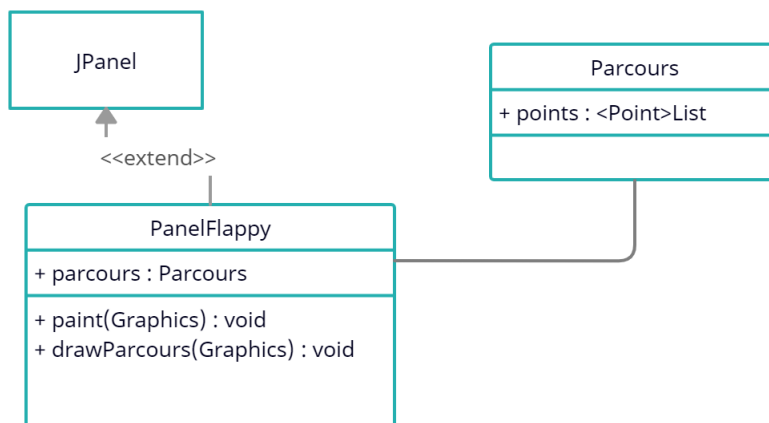 JPanel
<<extend>>
PanelFlappy
+ parcours : Parcours
+ paint(Graphics) : void
+ drawParcours(Graphics) : void
Parcours
+ points : <Point>List